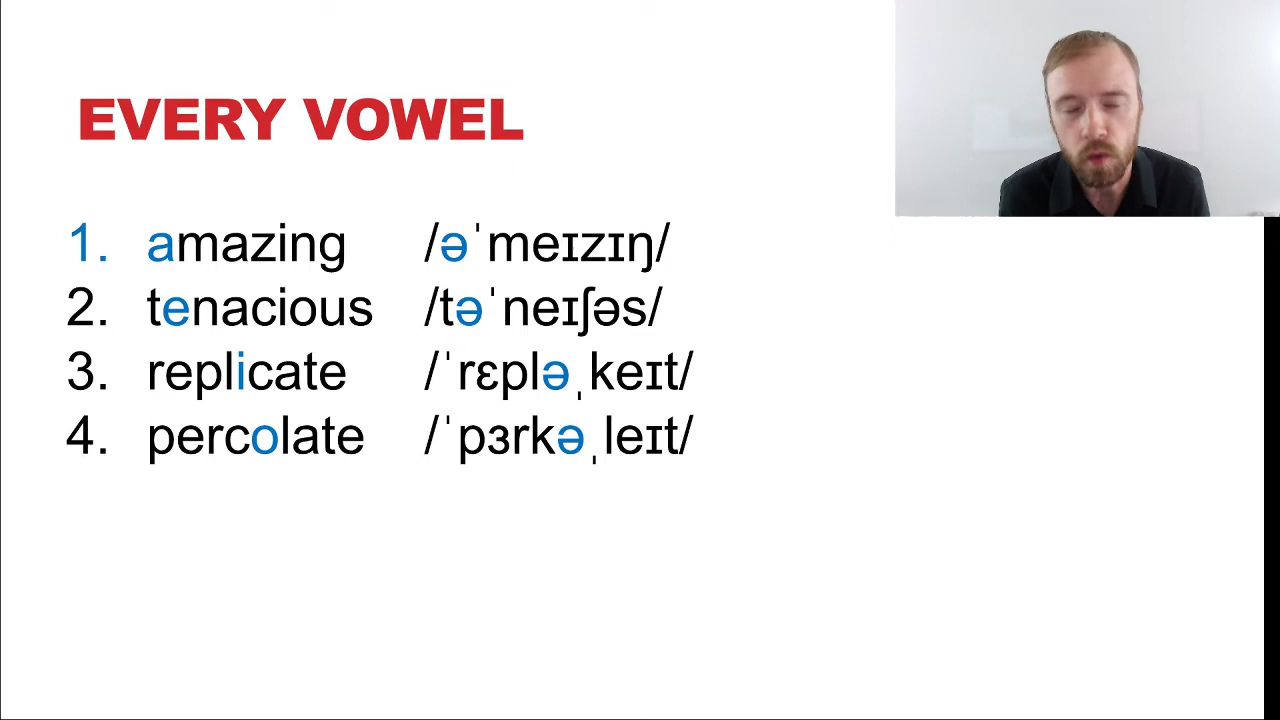 EVERY VOWEL
1. amazing /əˈmeɪzɪŋ/
2. tenacious /təˈneɪʃəs/
3. replicate /ˈrɛpləˌkeɪt/
4. percolate /ˈpɜrkəˌleɪt/